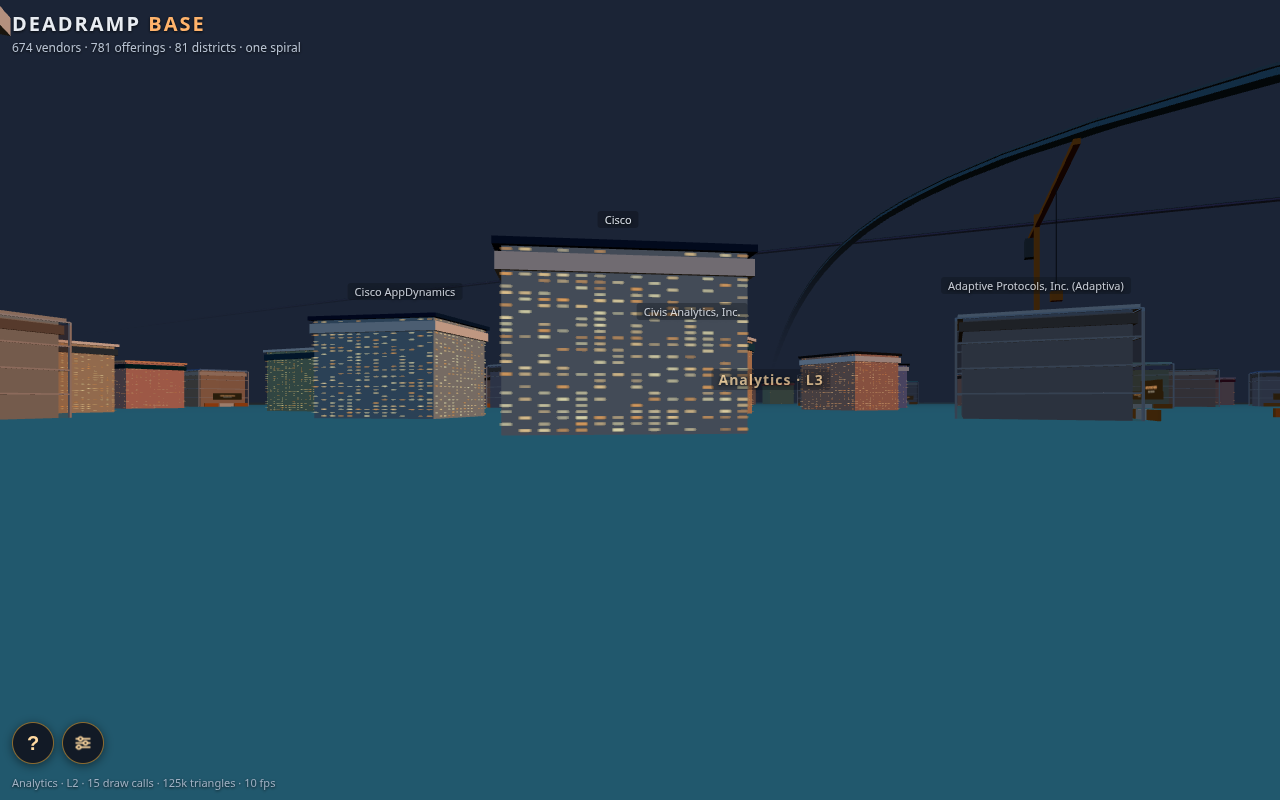 DEADRAMP BASE
674 vendors · 781 offerings · 81 districts · one spiral
Cisco
Cisco AppDynamics
Adaptive Protocols, Inc. (Adaptiva)
Civis Analytics, Inc.
Analytics · L3
?
Analytics · L2 · 15 draw calls · 125k triangles · 10 fps